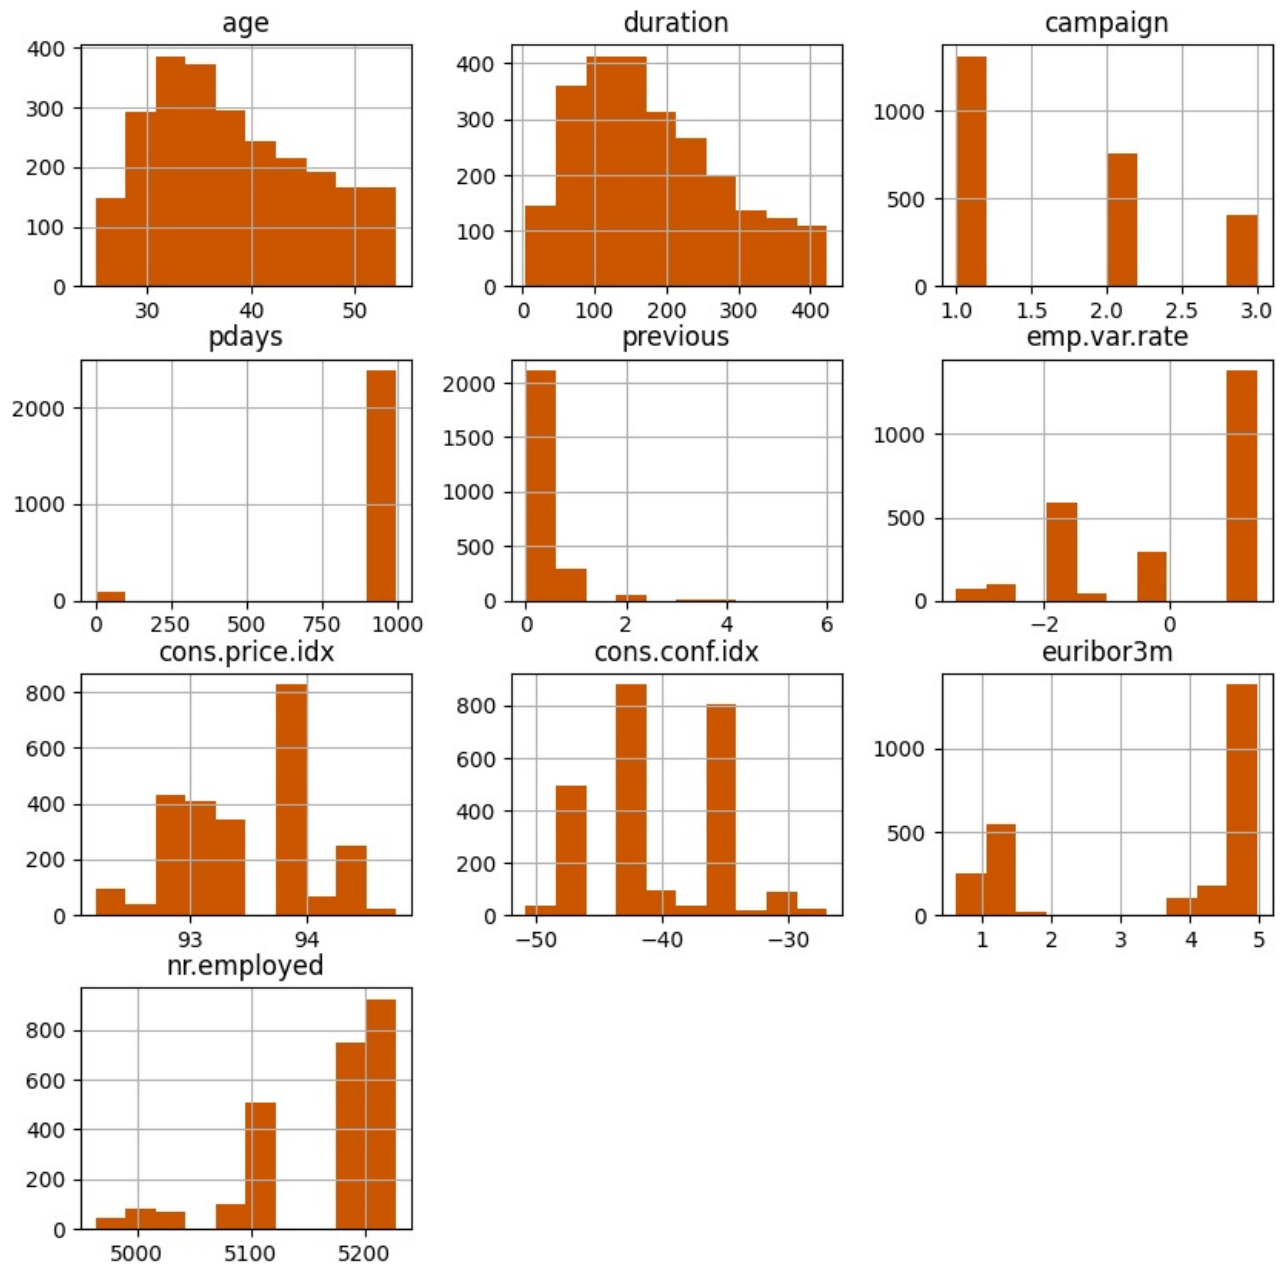 age
400
300
200
100
0
30 40 50
duration
400
300
200
100
0
0 100 200 300 400
campaign
1000
500
0
1.0 1.5 2.0 2.5 3.0
pdays
2000
1000
0
0 250 500 750 1000
previous
2000
1500
1000
500
0
0 2 4 6
emp.var.rate
1000
500
0
−2 0
cons.price.idx
800
600
400
200
0
93 94
cons.conf.idx
800
600
400
200
0
−50 −40 −30
euribor3m
1000
500
0
1 2 3 4 5
nr.employed
800
600
400
200
0
5000 5100 5200